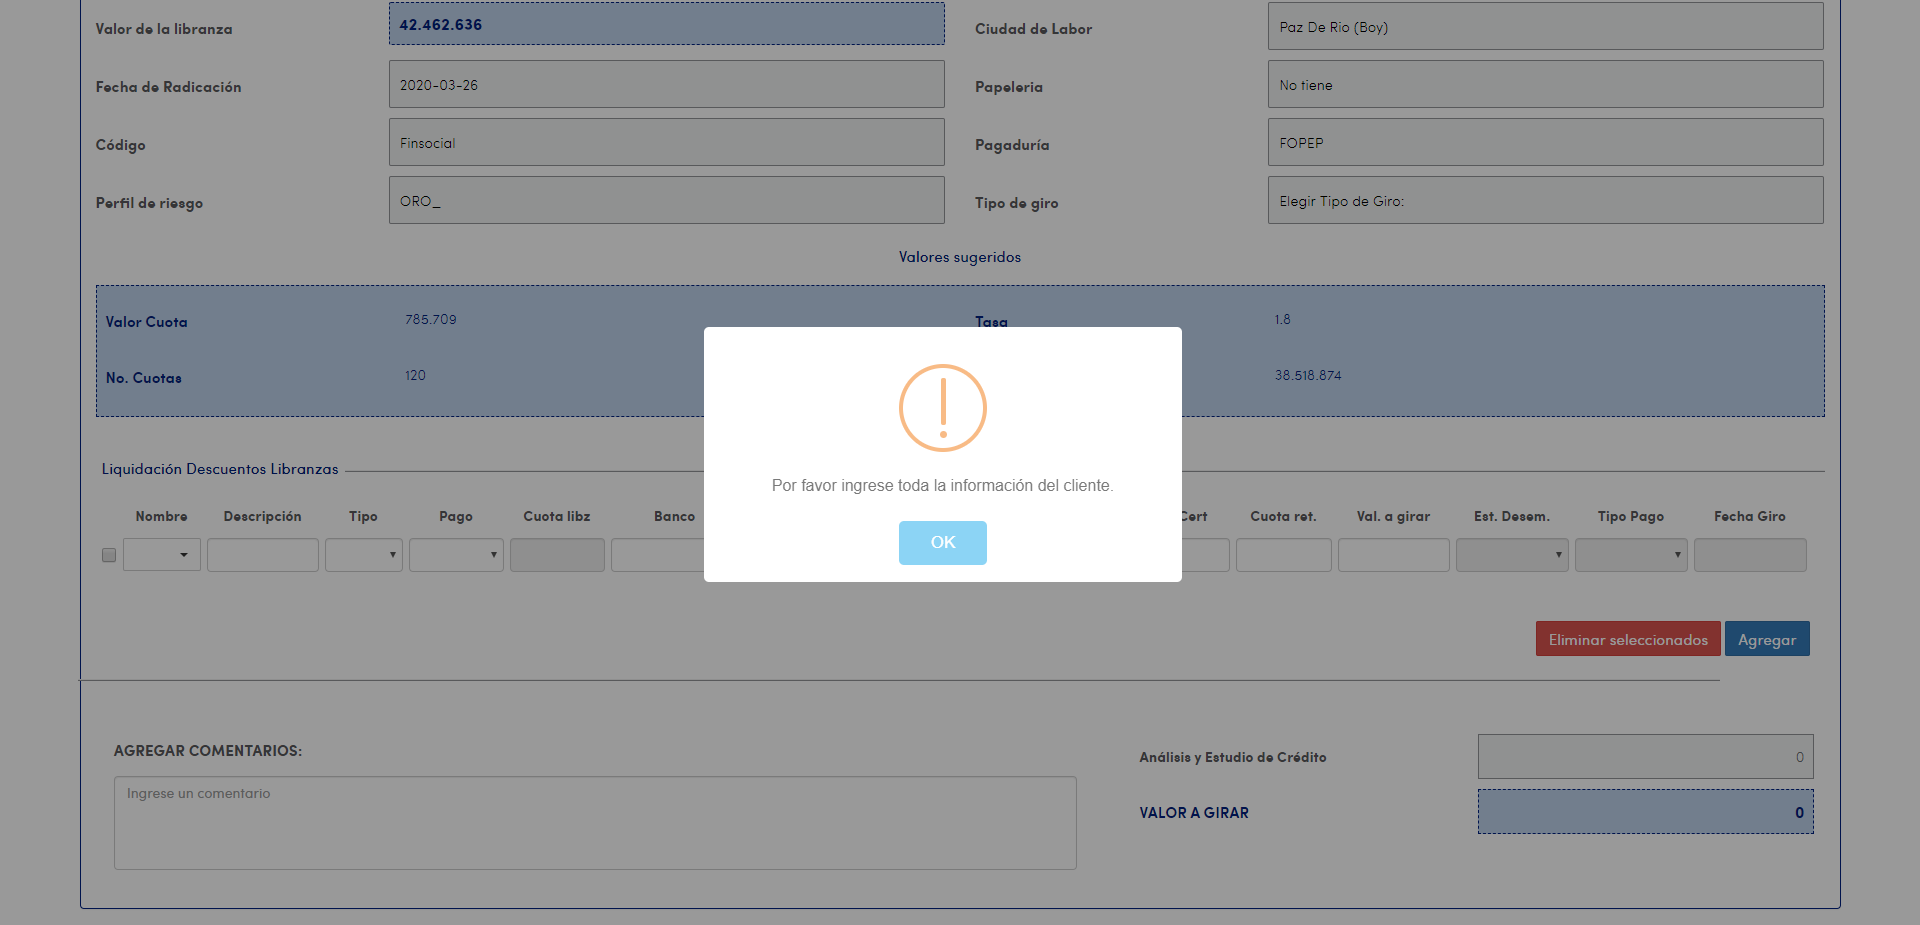 Valor de la libranza 42.462.636 Ciudad de Labor Paz De Rio (Boy)
Fecha de Radicación 2020-03-26 Papeleria No tiene
Código Finsocial Pagaduría FOPEP
Perfil de riesgo ORO_ Tipo de giro Elegir Tipo de Giro:
Valores sugeridos
Valor Cuota 785.709 Tasa 1.8
No. Cuotas 120 38.518.874
Liquidación Descuentos Libranzas
Por favor ingrese toda la información del cliente.
OK
Nombre Descripción Tipo Pago Cuota libz Banco Cert Cuota ret. Val. a girar Est. Desem. Tipo Pago Fecha Giro
Eliminar seleccionados Agregar
AGREGAR COMENTARIOS:
Ingrese un comentario
Análisis y Estudio de Crédito 0
VALOR A GIRAR 0